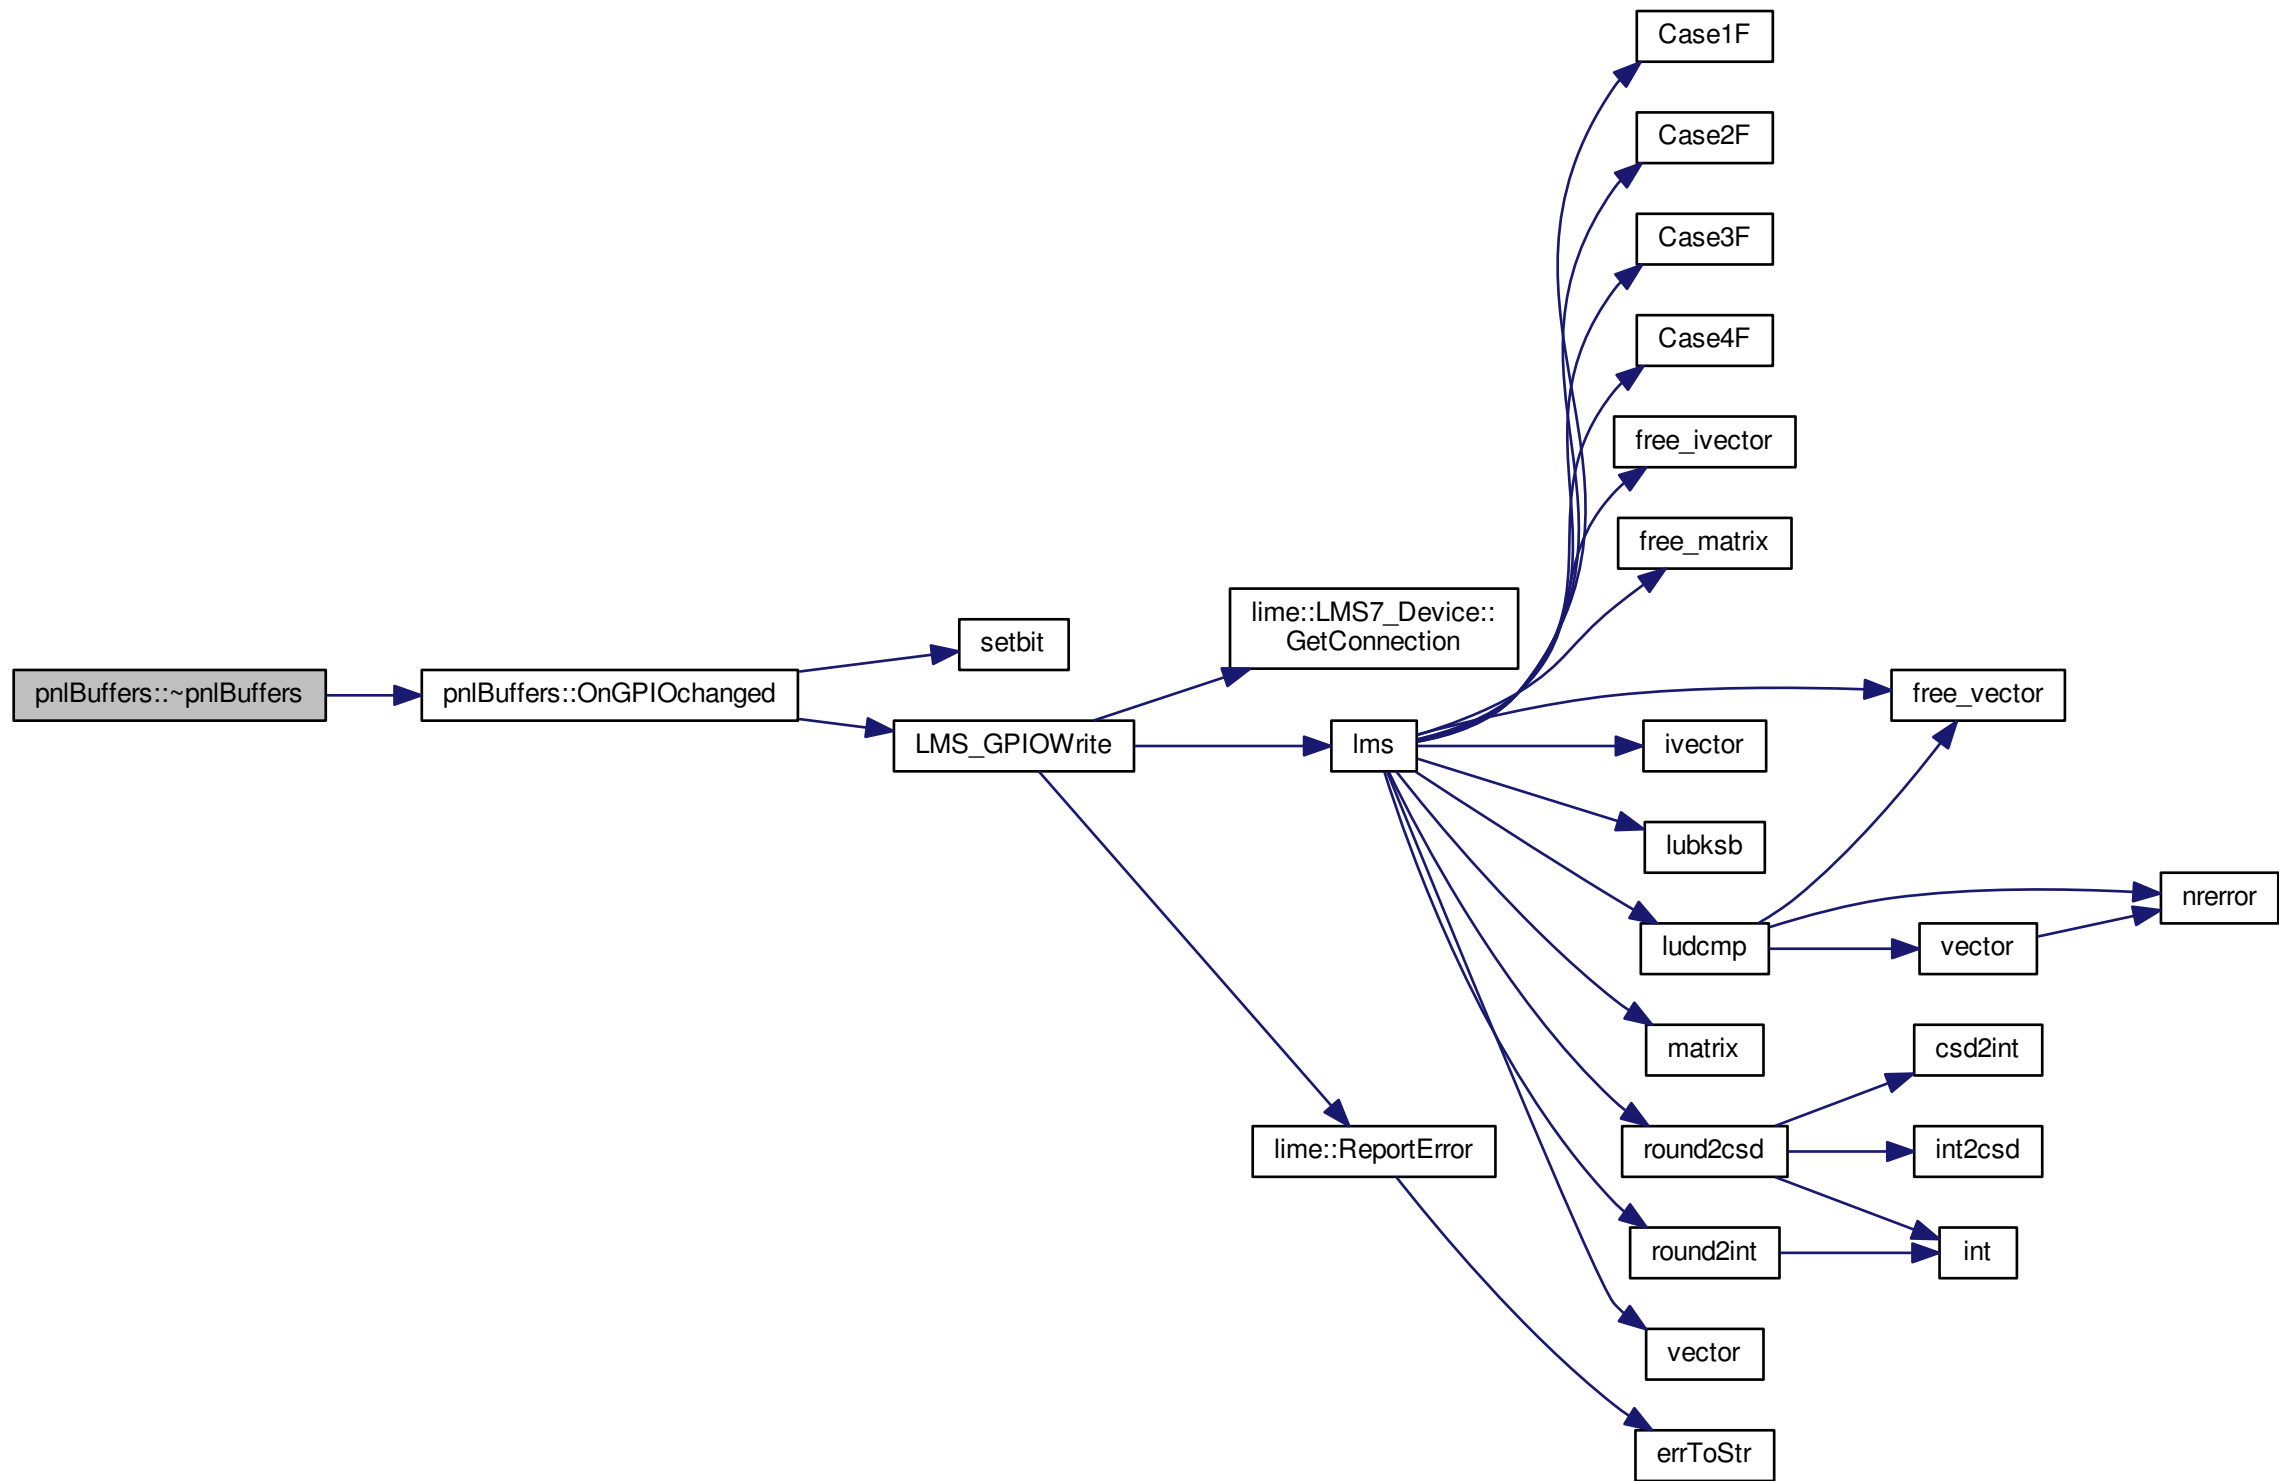 Case1F
Case2F
Case3F
Case4F
free_ivector
free_matrix
lime::LMS7_Device::
GetConnection
setbit
pnlBuffers::~pnlBuffers
pnlBuffers::OnGPIOchanged
free_vector
LMS_GPIOWrite
lms
ivector
lubksb
nrerror
ludcmp
vector
matrix
csd2int
lime::ReportError
round2csd
int2csd
round2int
int
vector
errToStr